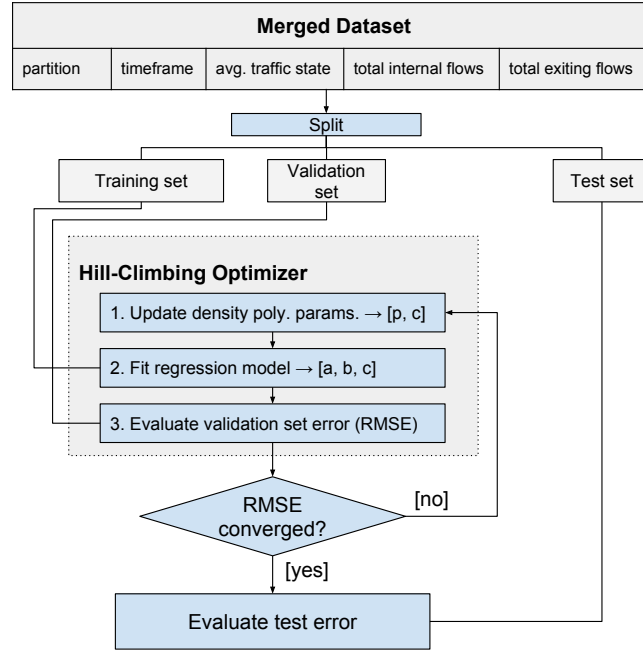 Merged Dataset
partition timeframe avg. traffic state total internal flows total exiting flows
Split
Training set
Validation
set
Test set
Hill-Climbing Optimizer
1. Update density poly. params. → [p, c]
2. Fit regression model → [a, b, c]
3. Evaluate validation set error (RMSE)
RMSE
converged?
[no]
[yes]
Evaluate test error